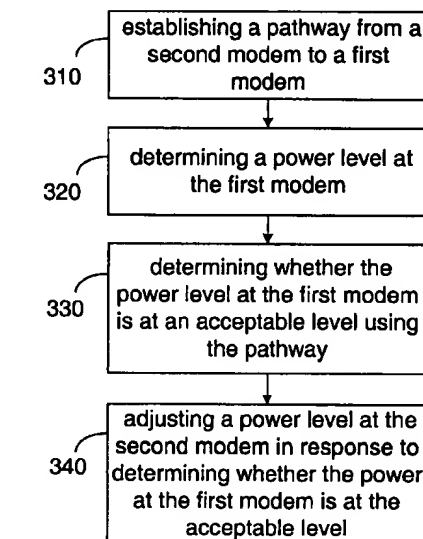 establishing a pathway from a
second modem to a first
modem
310
determining a power level at
the first modem
320
determining whether the
power level at the first modem
is at an acceptable level using
the pathway
330
adjusting a power level at the
second modem in response to
determining whether the power
at the first modem is at the
acceptable level
340